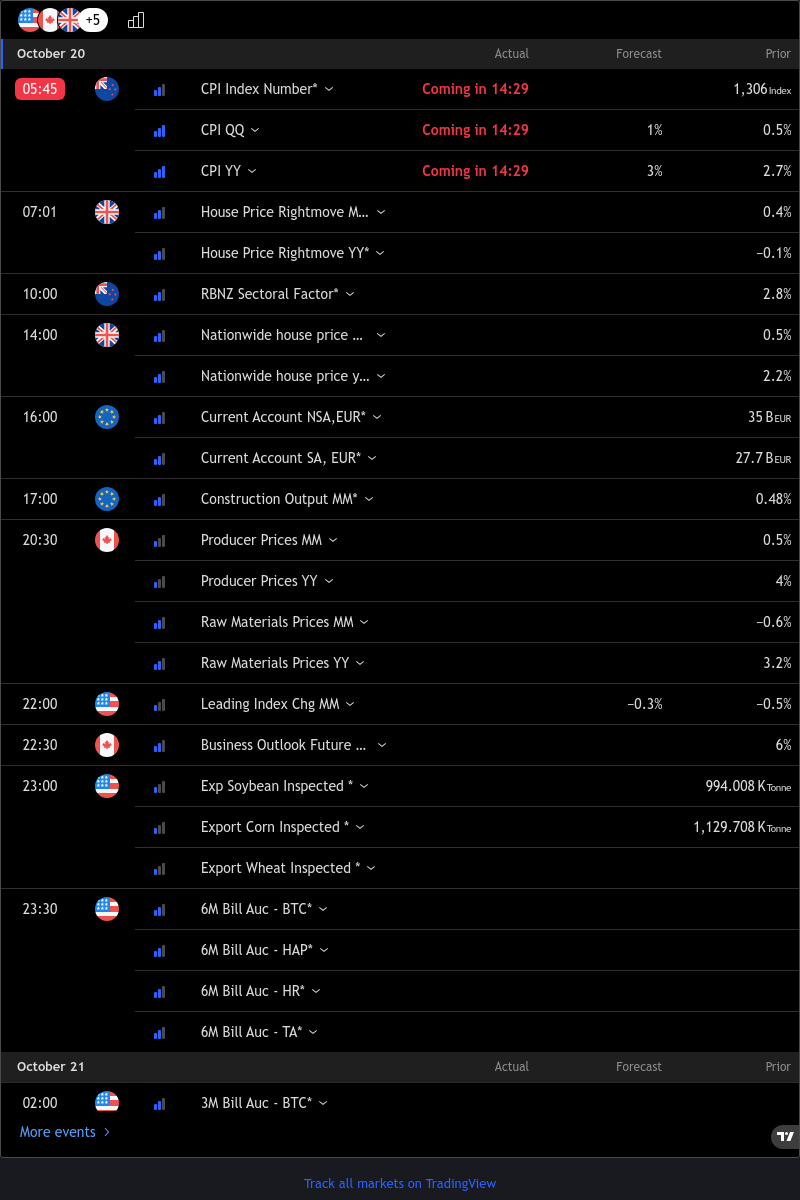 +5
October 20 Actual Forecast Prior
05:45 CPI Index Number* Coming in 14:29 1,306 Index
CPI QQ Coming in 14:29 1% 0.5%
CPI YY Coming in 14:29 3% 2.7%
07:01 House Price Rightmove M... 0.4%
House Price Rightmove YY* −0.1%
10:00 RBNZ Sectoral Factor* 2.8%
14:00 Nationwide house price ... 0.5%
Nationwide house price y... 2.2%
16:00 Current Account NSA,EUR* 35 B EUR
Current Account SA, EUR* 27.7 B EUR
17:00 Construction Output MM* 0.48%
20:30 Producer Prices MM 0.5%
Producer Prices YY 4%
Raw Materials Prices MM −0.6%
Raw Materials Prices YY 3.2%
22:00 Leading Index Chg MM −0.3% −0.5%
22:30 Business Outlook Future ... 6%
23:00 Exp Soybean Inspected * 994.008 K Tonne
Export Corn Inspected * 1,129.708 K Tonne
Export Wheat Inspected *
23:30 6M Bill Auc - BTC*
6M Bill Auc - HAP*
6M Bill Auc - HR*
6M Bill Auc - TA*
October 21 Actual Forecast Prior
02:00 3M Bill Auc - BTC*
More events
Track all markets on TradingView